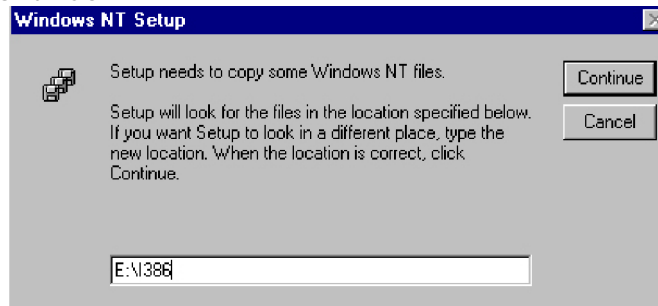 Windows NT Setup
Setup needs to copy some Windows NT files.
Continue
Setup will look for the files in the location specified below.
If you want Setup to look in a different place, type the
new location. When the location is correct, click
Continue.
Cancel
E:\I386